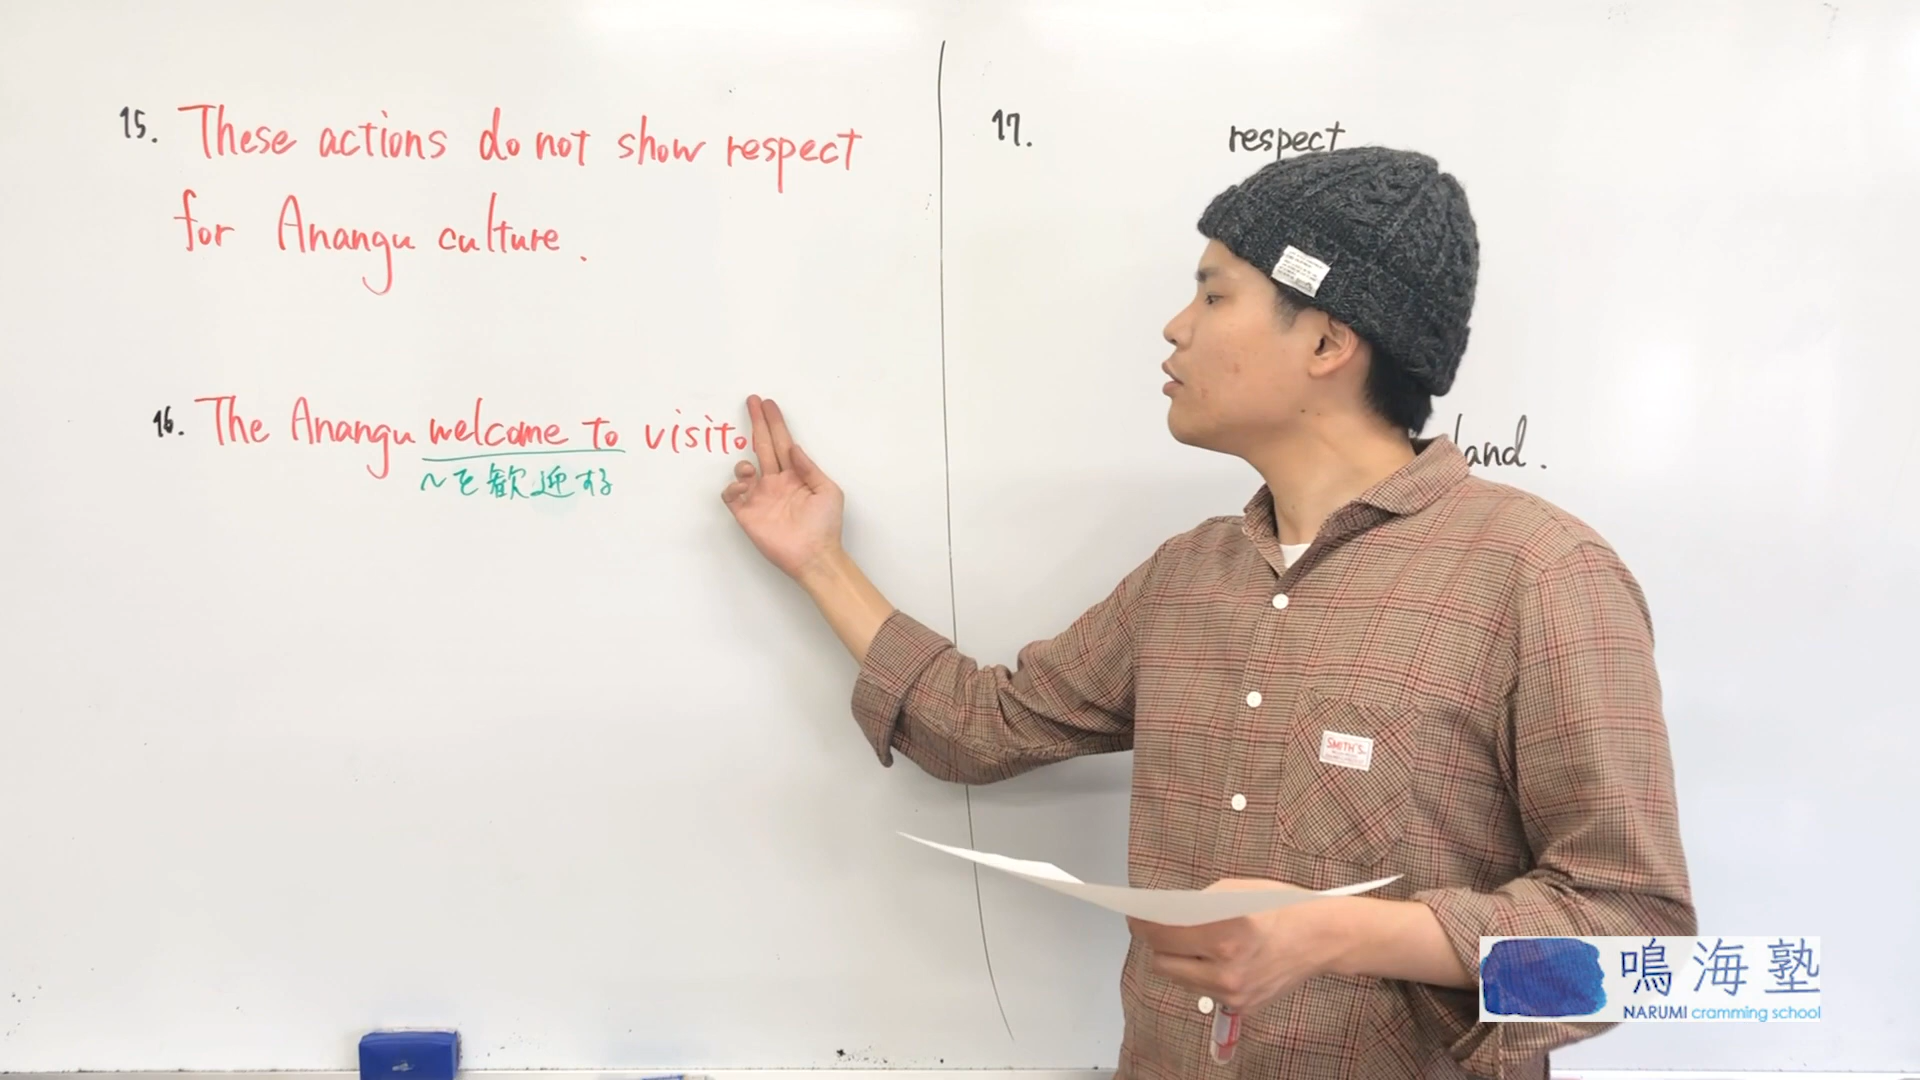 15. These actions do not show respect
for Anangu culture.
16. The Anangu welcome to
〜を歓迎する
17. respect
land.
SMITH'S
鳴海塾
NARUMI cramming school